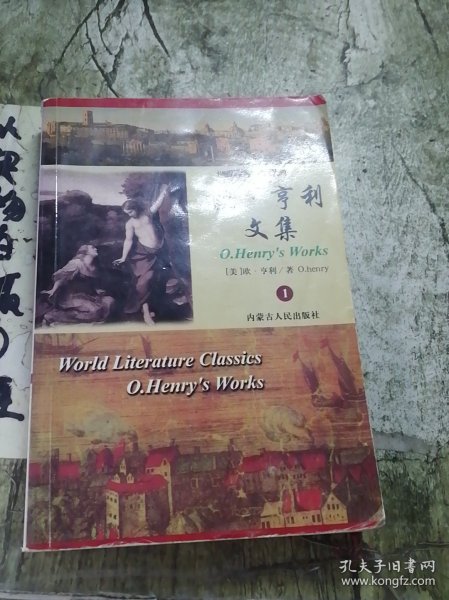 亨利
文集
O.Henry's Works
[美]欧·亨利/著 O.henry
1
内蒙古人民出版社
World Literature Classics
O.Henry's Works
孔夫子旧书网
www.kongfz.com